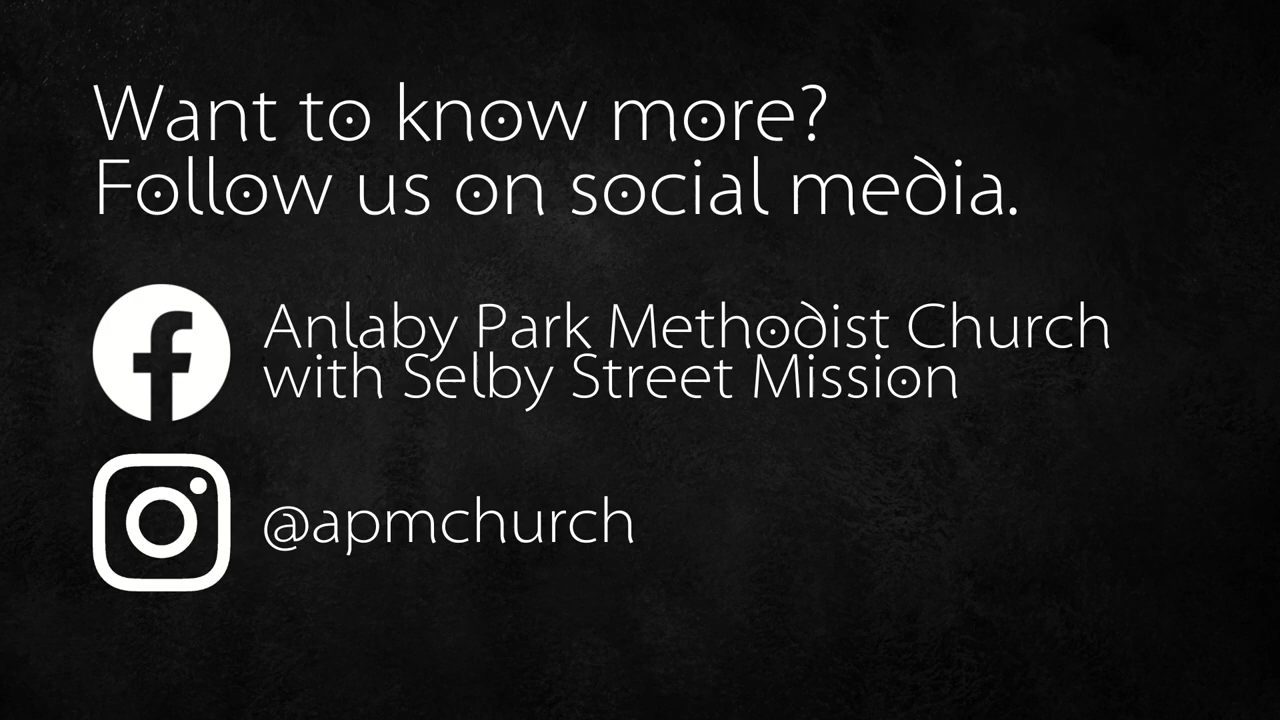 Want to know more?
Follow us on social media.
Anlaby Park Methodist Church
with Selby Street Mission
@apmchurch